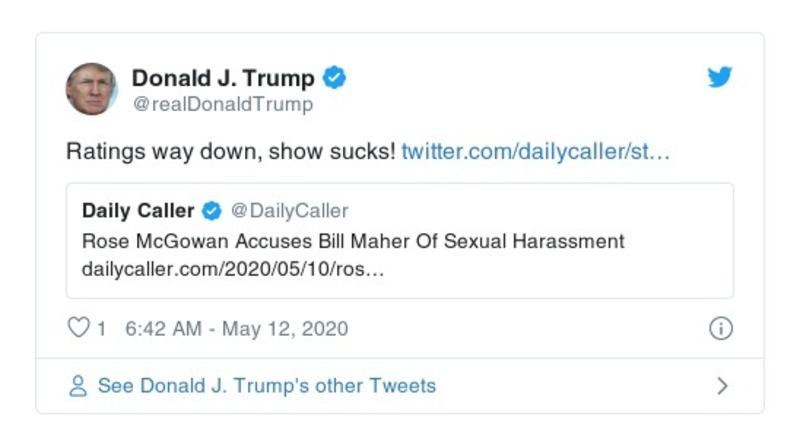 Donald J. Trump
@realDonaldTrump
Ratings way down, show sucks! twitter.com/dailycaller/st…
Daily Caller @DailyCaller
Rose McGowan Accuses Bill Maher Of Sexual Harassment
dailycaller.com/2020/05/10/ros…
1 6:42 AM - May 12, 2020
See Donald J. Trump's other Tweets